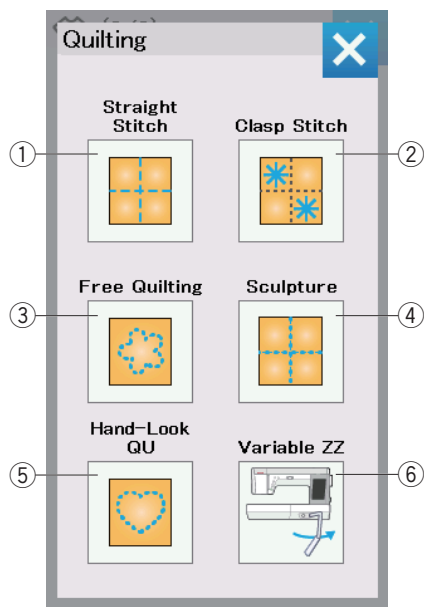 Quilting
Straight
Stitch
Clasp Stitch
①
②
Free Quilting
Sculpture
③
④
Hand-Look
QU
Variable ZZ
⑤
⑥